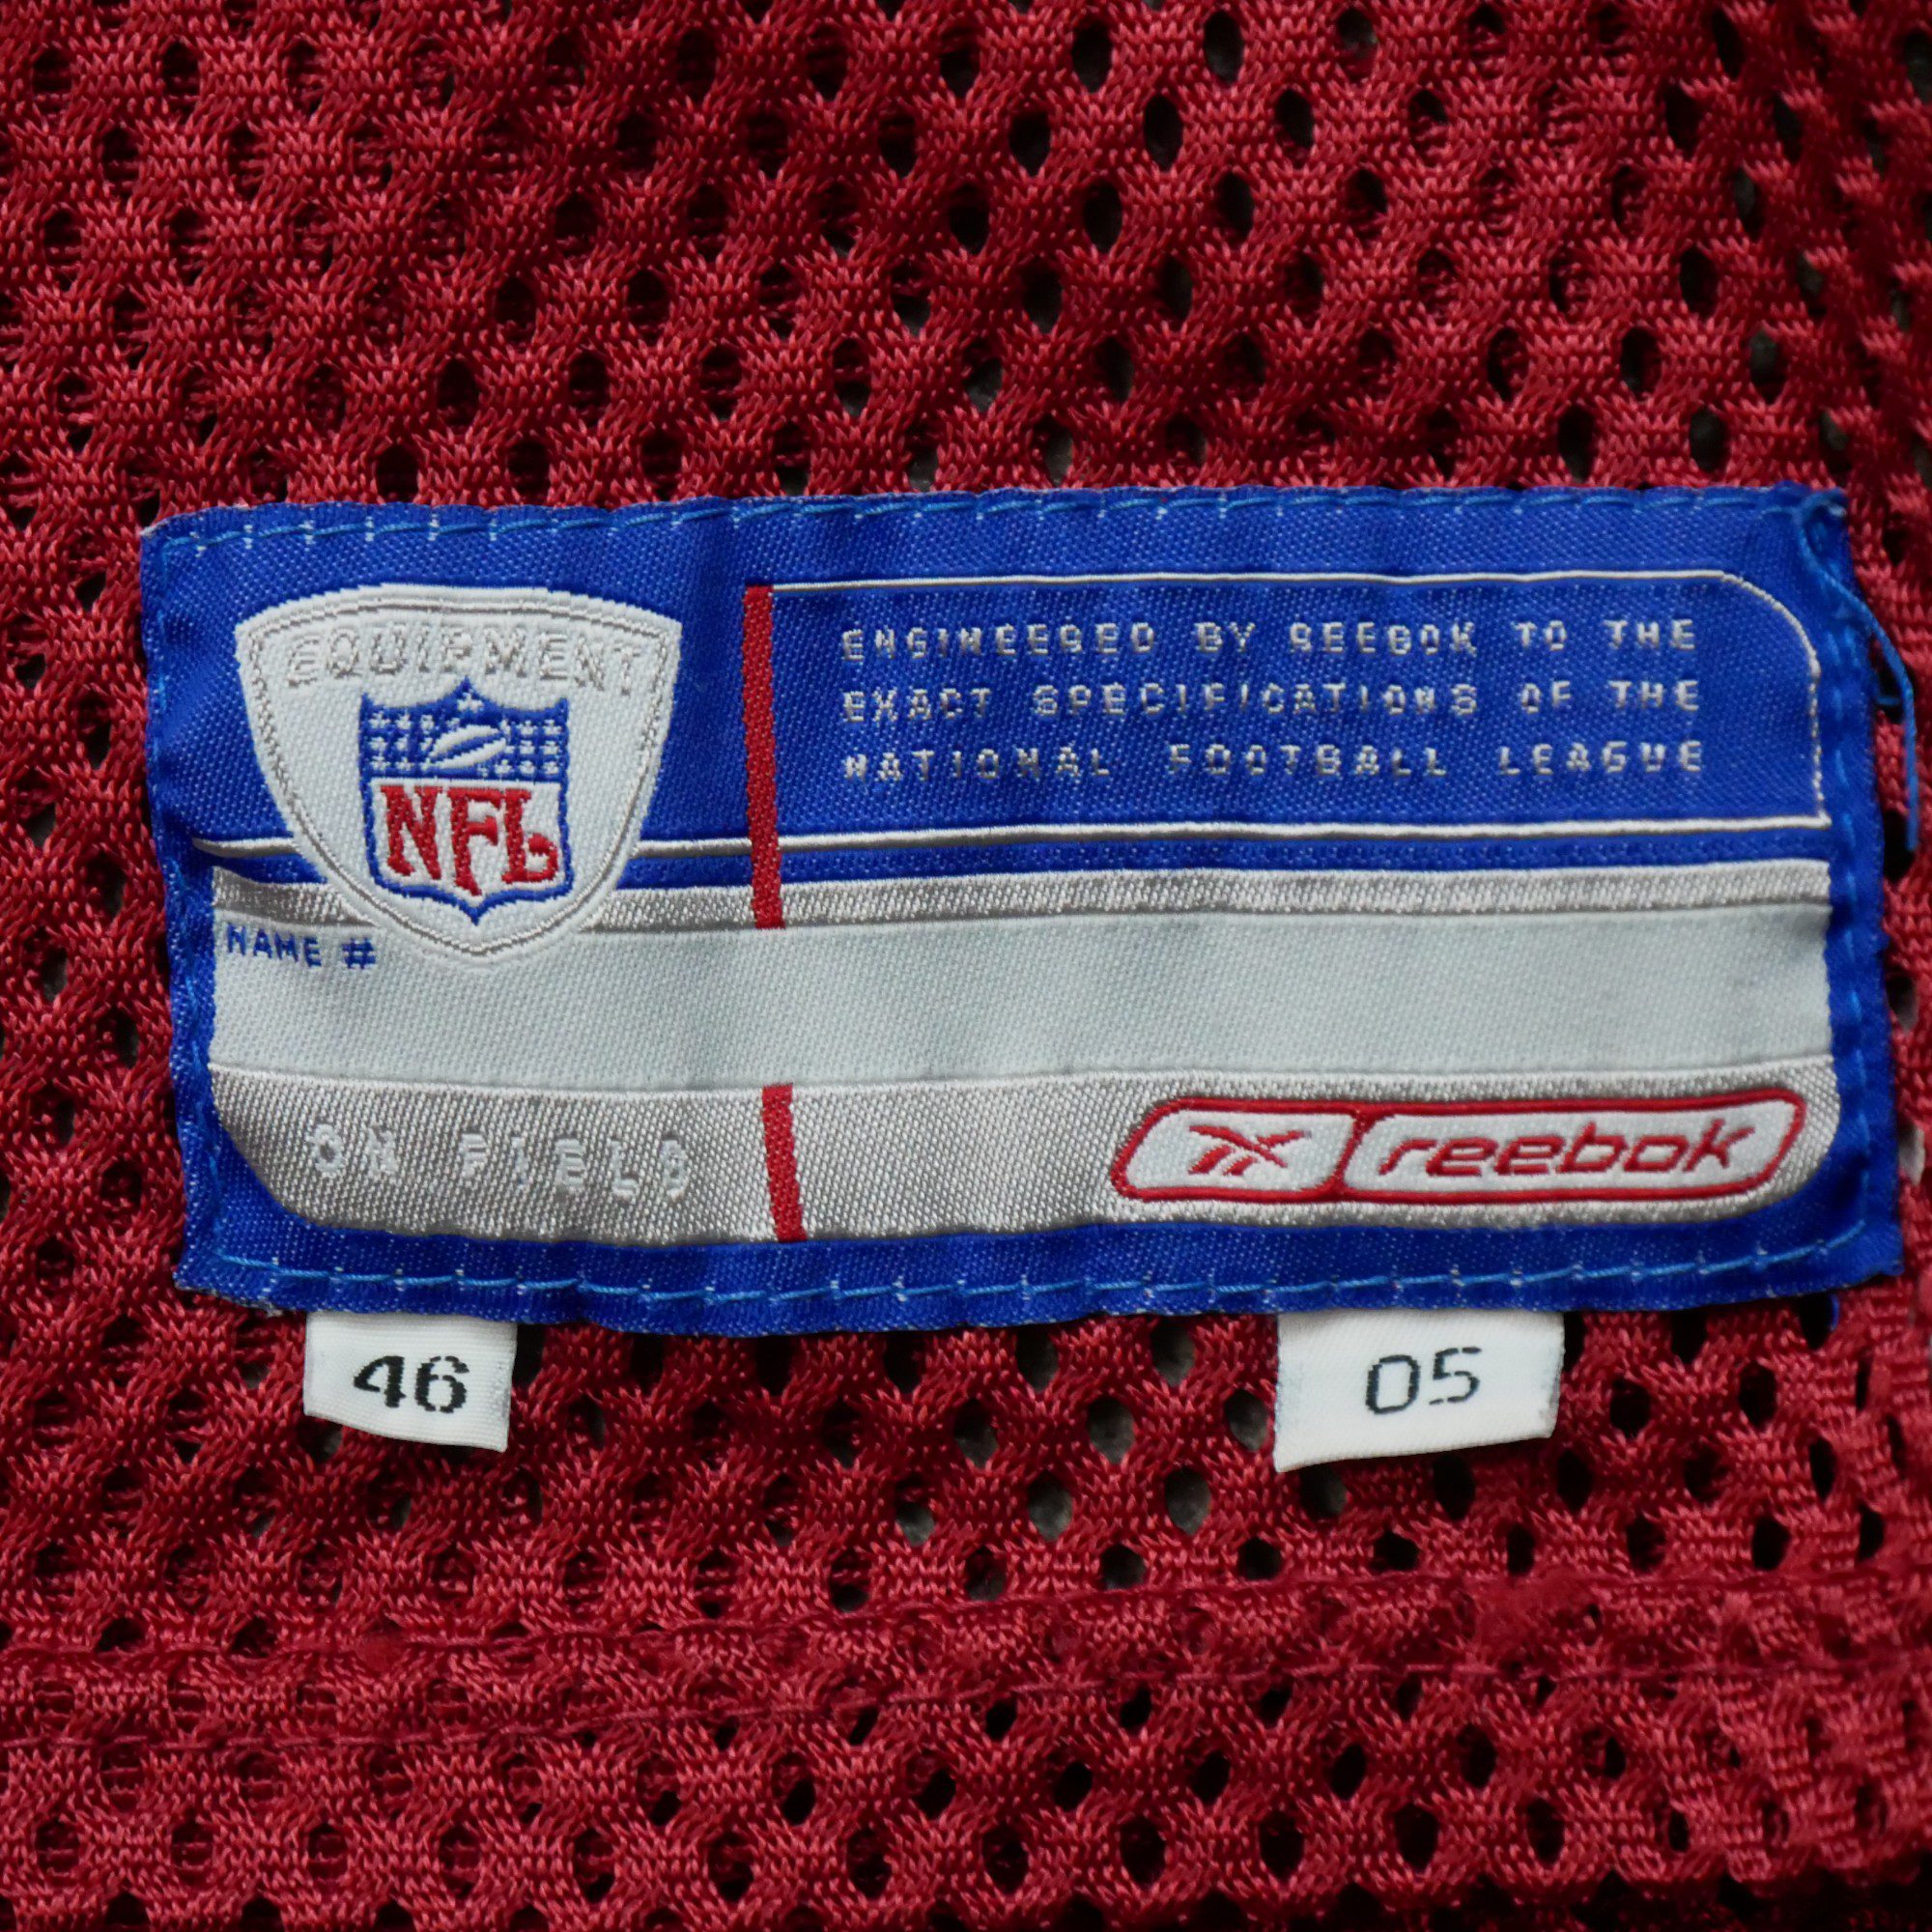 EQUIPMENT
NFL
ENGINEERED BY REEBOK TO THE
EXACT SPECIFICATIONS OF THE
NATIONAL FOOTBALL LEAGUE
NAME #
ON FIELD
reebok
46
05